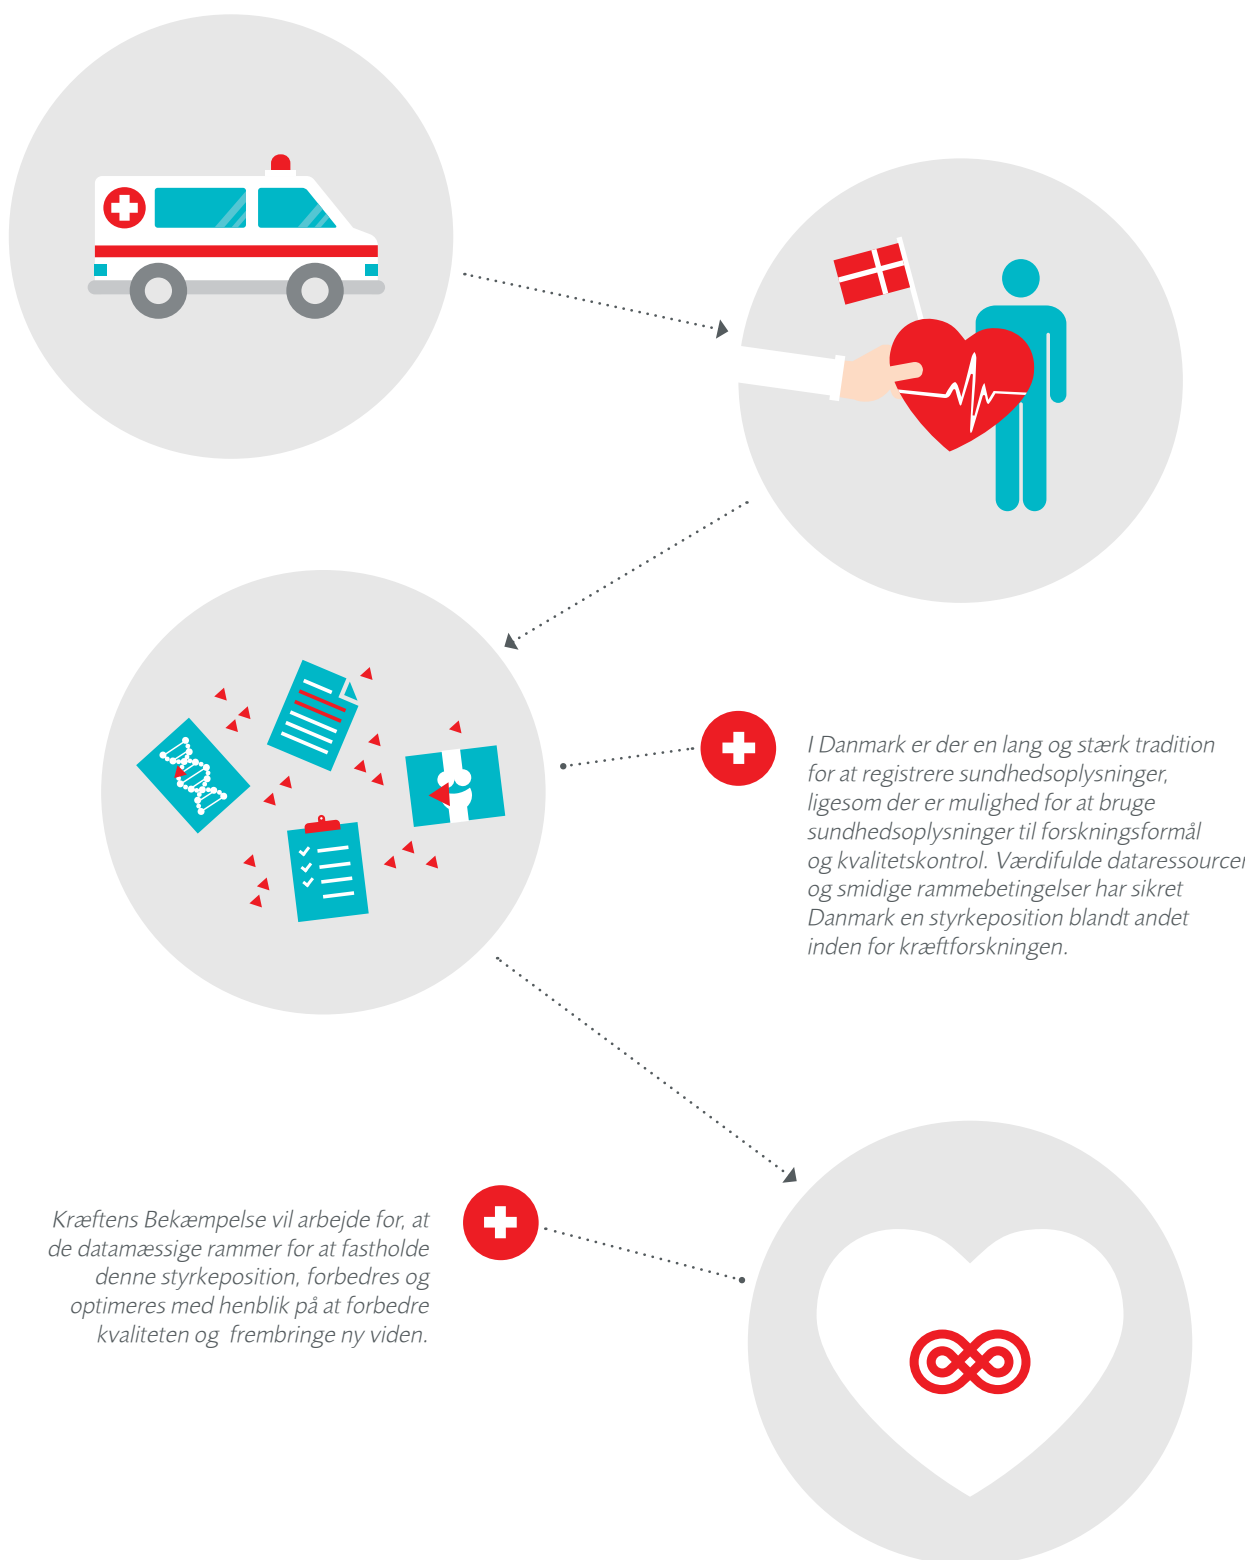 I Danmark er der en lang og stærk tradition
for at registrere sundhedsoplysninger,
ligesom der er mulighed for at bruge
sundhedsoplysninger til forskningsformål
og kvalitetskontrol. Værdifulde dataressourcer
og smidige rammebetingelser har sikret
Danmark en styrkeposition blandt andet
inden for kræftforskningen.
Kræftens Bekæmpelse vil arbejde for, at
de datamæssige rammer for at fastholde
denne styrkeposition, forbedres og
optimeres med henblik på at forbedre
kvaliteten og frembringe ny viden.